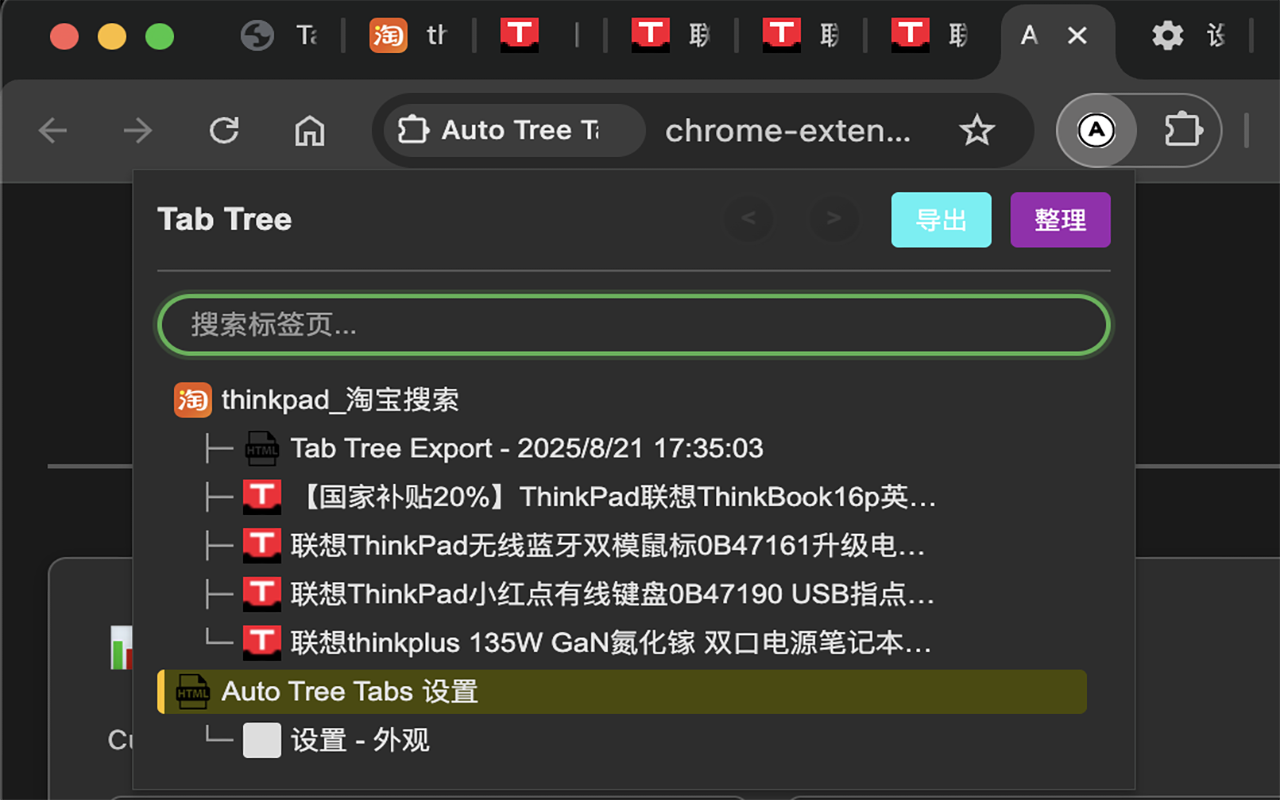 淘 th T T 联 T 联 T 联 A
Auto Tree T chrome-exten... A
Tab Tree < > 导出 整理
搜索标签页...
淘 thinkpad_淘宝搜索
HTML Tab Tree Export - 2025/8/21 17:35:03
T 【国家补贴20%】ThinkPad联想ThinkBook16p英...
T 联想ThinkPad无线蓝牙双模鼠标0B47161升级电...
T 联想ThinkPad小红点有线键盘0B47190 USB指点...
T 联想thinkplus 135W GaN氮化镓 双口电源笔记本...
HTML Auto Tree Tabs 设置
设置 - 外观